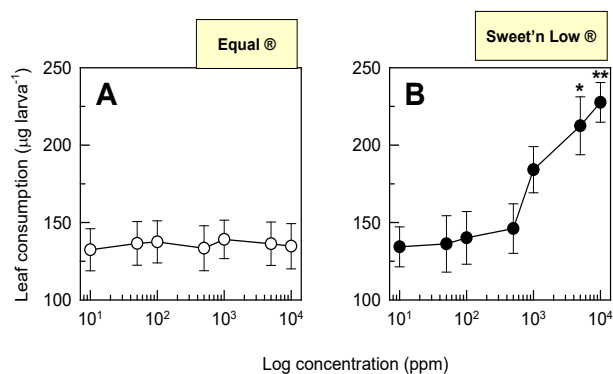 Equal ®
Sweet'n Low ®
Leaf consumption (μg larva⁻¹)
250
200
150
100
A
10¹ 10² 10³ 10⁴
250
200
150
100
B
*
**
10¹ 10² 10³ 10⁴
Log concentration (ppm)